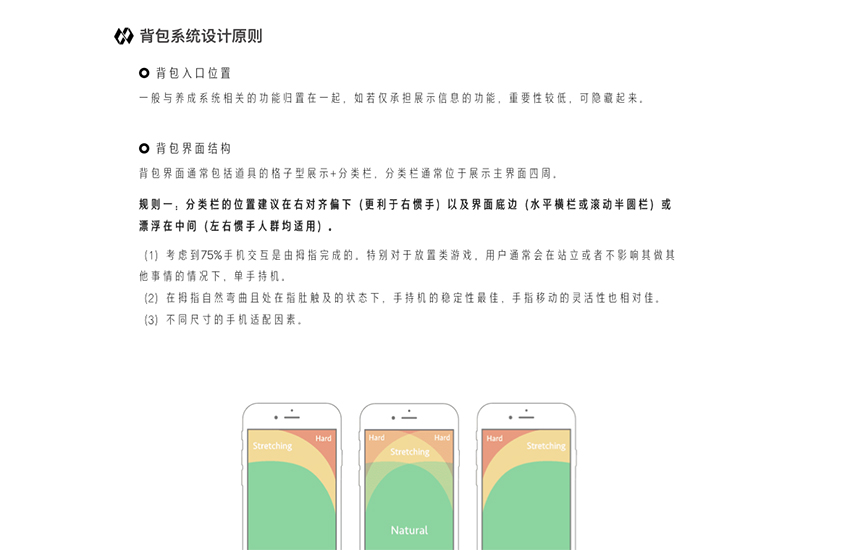 背包系统设计原则
背包入口位置
一般与养成系统相关的功能归置在一起，如若仅承担展示信息的功能，重要性较低，可隐藏起来。
背包界面结构
背包界面通常包括道具的格子型展示+分类栏，分类栏通常位于展示主界面四周。
规则一：分类栏的位置建议在右对齐偏下（更利于右惯手）以及界面底边（水平横栏或滚动半圆栏）或
漂浮在中间（左右惯手人群均适用）。
（1）考虑到75%手机交互是由拇指完成的。特别对于放置类游戏，用户通常会在站立或者不影响其做其
他事情的情况下，单手持机。
（2）在拇指自然弯曲且处在指肚触及的状态下，手持机的稳定性最佳，手指移动的灵活性也相对佳。
（3）不同尺寸的手机适配因素。
Stretching Hard
Hard Hard
Stretching
Natural
Hard Stretching